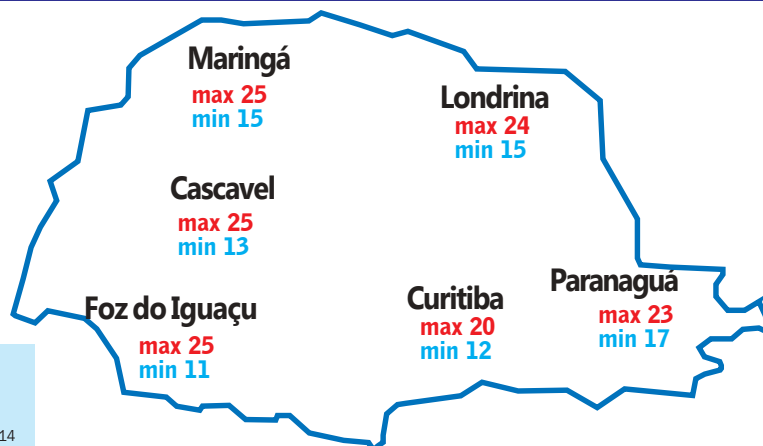 Maringá
max 25
min 15
Londrina
max 24
min 15
Cascavel
max 25
min 13
Foz do Iguaçu
max 25
min 11
Curitiba
max 20
min 12
Paranaguá
max 23
min 17
14